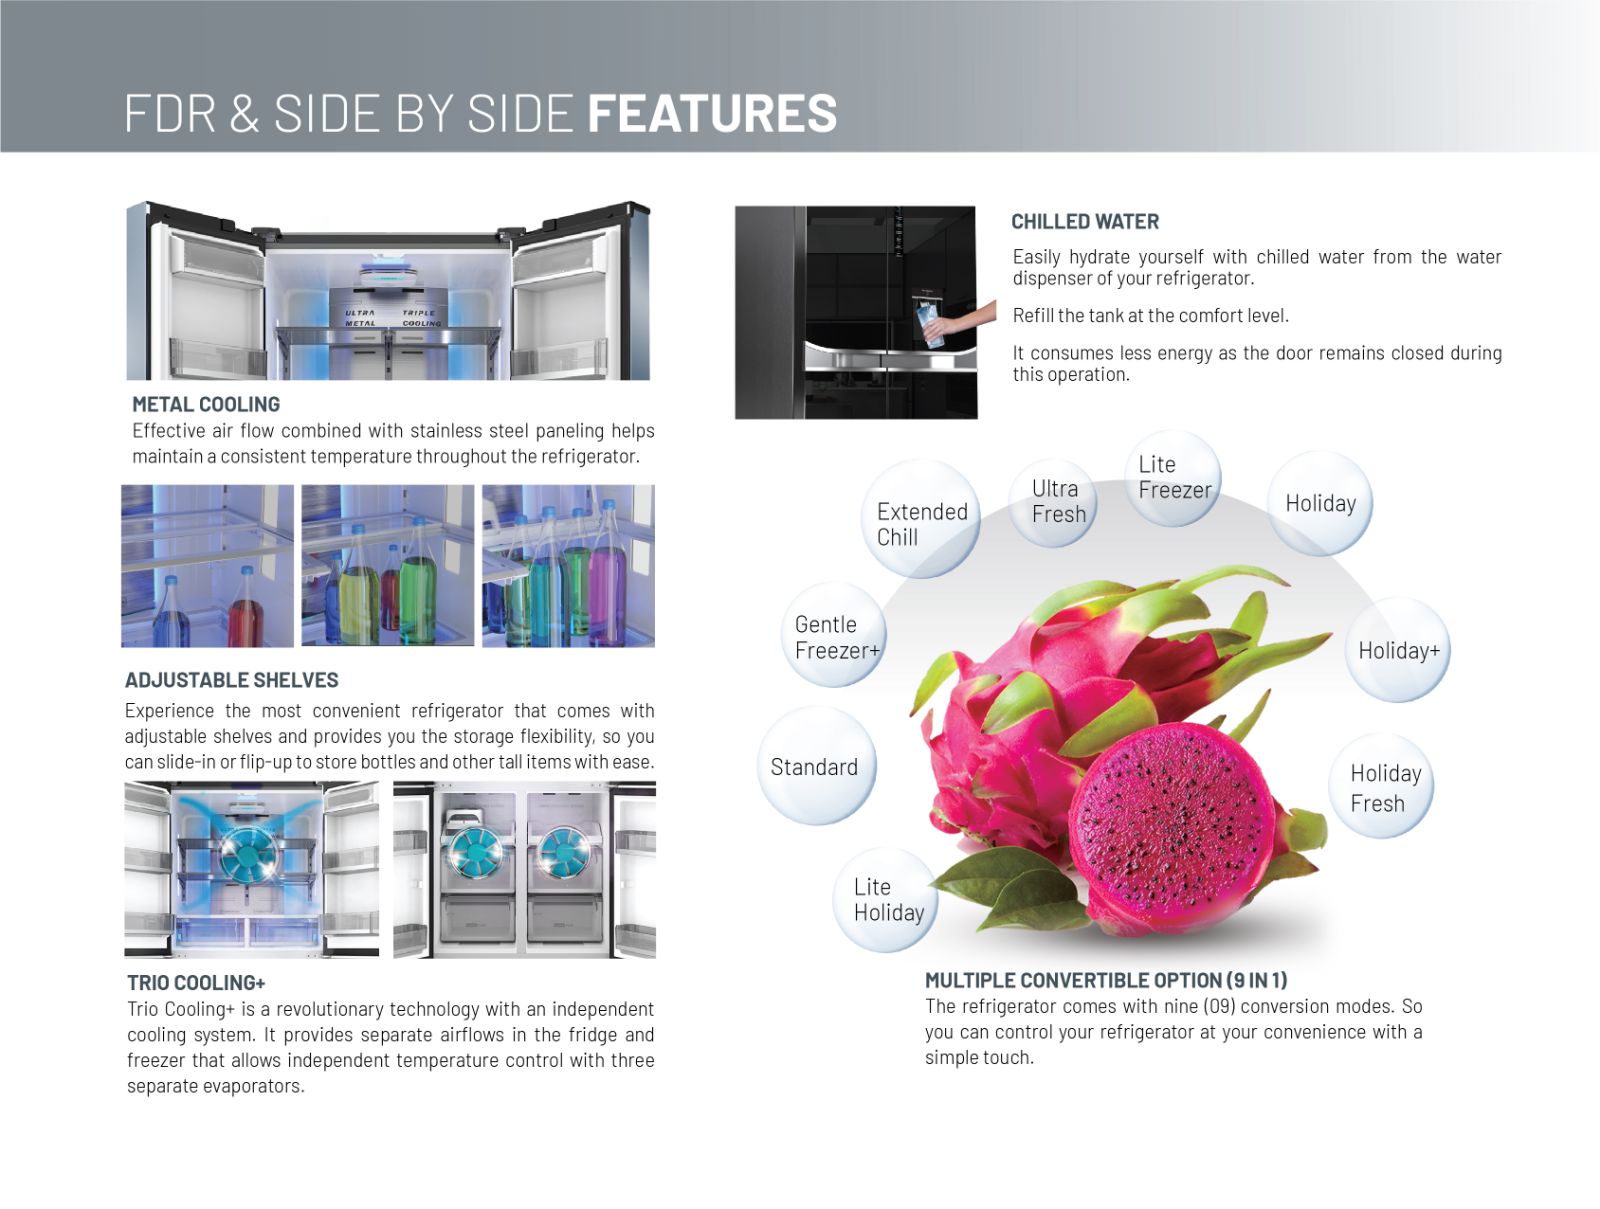 FDR & SIDE BY SIDE FEATURES
ULTRA TRIPLE
METAL COOLING
METAL COOLING
Effective air flow combined with stainless steel paneling helps
maintain a consistent temperature throughout the refrigerator.
ADJUSTABLE SHELVES
Experience the most convenient refrigerator that comes with
adjustable shelves and provides you the storage flexibility, so you
can slide-in or flip-up to store bottles and other tall items with ease.
TRIO COOLING+
Trio Cooling+ is a revolutionary technology with an independent
cooling system. It provides separate airflows in the fridge and
freezer that allows independent temperature control with three
separate evaporators.
CHILLED WATER
Easily hydrate yourself with chilled water from the water
dispenser of your refrigerator.
Refill the tank at the comfort level.
It consumes less energy as the door remains closed during
this operation.
Lite
Freezer
Ultra
Fresh
Holiday
Extended
Chill
Gentle
Freezer+
Holiday+
Standard
Holiday
Fresh
Lite
Holiday
MULTIPLE CONVERTIBLE OPTION (9 IN 1)
The refrigerator comes with nine (09) conversion modes. So
you can control your refrigerator at your convenience with a
simple touch.